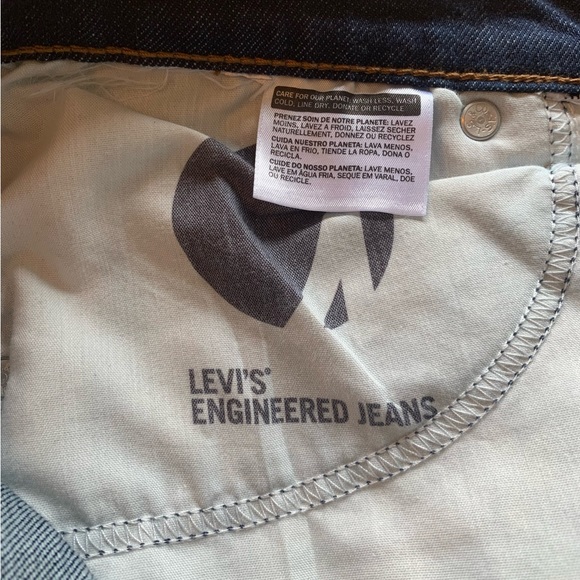 CARE FOR OUR PLANET: WASH LESS, WASH
COLD, LINE DRY, DONATE OR RECYCLE
PRENEZ SOIN DE NOTRE PLANETE: LAVEZ
MOINS, LAVEZ A FROID, LAISSEZ SECHER
NATURELLEMENT, DONNEZ OU RECYCLEZ
CUIDA NUESTRO PLANETA: LAVA MENOS,
LAVA EN FRIO, TIENDE LA ROPA, DONA O
RECICLA.
CUIDE DO NOSSO PLANETA: LAVE MENOS,
LAVE EM ÁGUA FRIA, SEQUE EM VARAL, DOE
OU RECICLE.
LEVI'S®
ENGINEERED JEANS